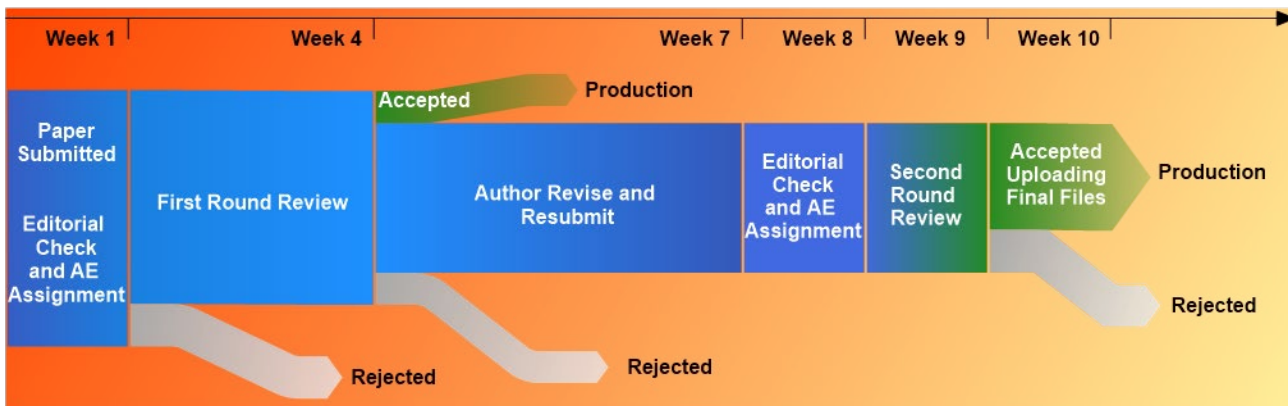 Week 1
Week 4
Week 7
Week 8
Week 9
Week 10
Paper
Submitted
Editorial
Check
and AE
Assignment
First Round Review
Accepted
Production
Author Revise and
Resubmit
Editorial
Check
and AE
Assignment
Second
Round
Review
Accepted
Uploading
Final Files
Production
Rejected
Rejected
Rejected